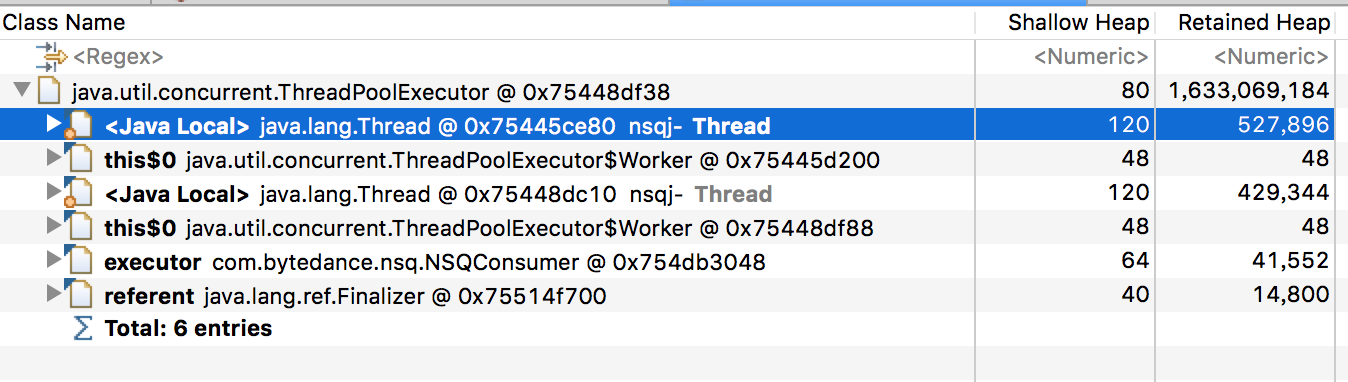 Class Name Shallow Heap Retained Heap
<Regex> <Numeric> <Numeric>
java.util.concurrent.ThreadPoolExecutor @ 0x75448df38 80 1,633,069,184
<Java Local> java.lang.Thread @ 0x75445ce80 nsqj- Thread 120 527,896
this$0 java.util.concurrent.ThreadPoolExecutor$Worker @ 0x75445d200 48 48
<Java Local> java.lang.Thread @ 0x75448dc10 nsqj- Thread 120 429,344
this$0 java.util.concurrent.ThreadPoolExecutor$Worker @ 0x75448df88 48 48
executor com.bytedance.nsq.NSQConsumer @ 0x754db3048 64 41,552
referent java.lang.ref.Finalizer @ 0x75514f700 40 14,800
Total: 6 entries